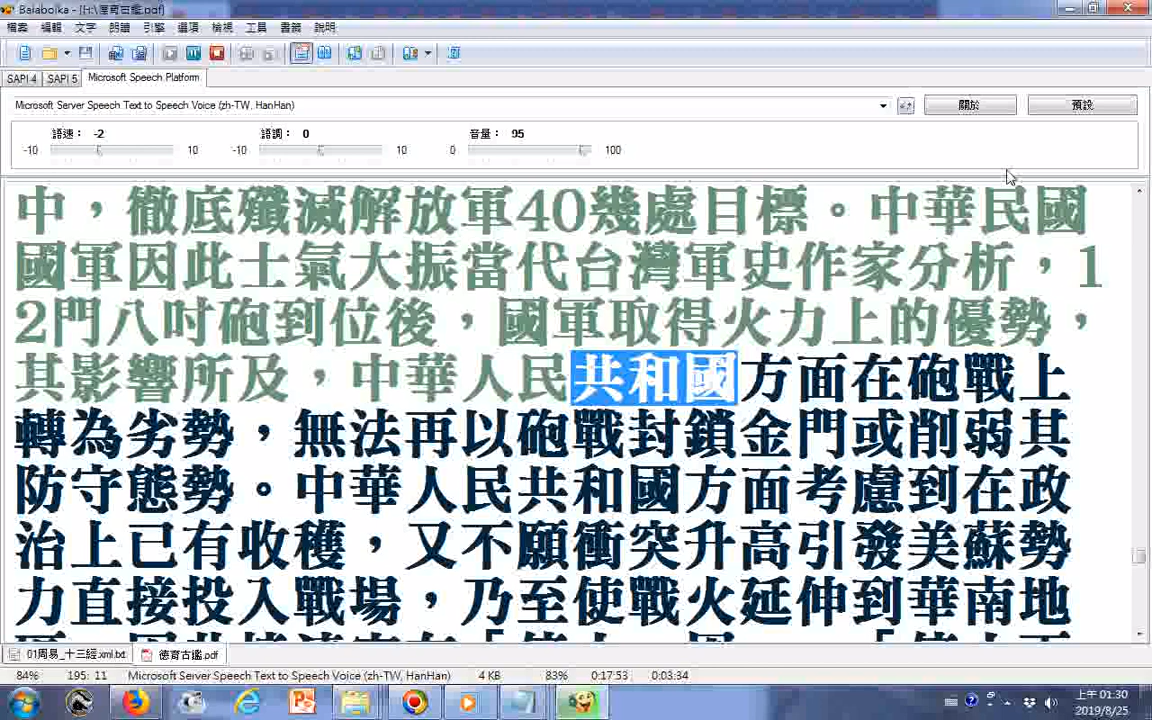 Balabolka - [H:\德育古鑑.pdf]
檔案 編輯 文字 朗讀 引擎 選項 檢視 工具 書籤 說明
SAPI 4 SAPI 5 Microsoft Speech Platform
Microsoft Server Speech Text to Speech Voice (zh-TW, HanHan) 關於 預設
語速： -2 語調： 0 音量： 95
-10 10 -10 10 0 100
中，徹底殲滅解放軍40幾處目標。中華民國
國軍因此士氣大振當代台灣軍史作家分析，1
2門八吋砲到位後，國軍取得火力上的優勢，
其影響所及，中華人民共和國方面在砲戰上
轉為劣勢，無法再以砲戰封鎖金門或削弱其
防守態勢。中華人民共和國方面考慮到在政
治上已有收穫，又不願衝突升高引發美蘇勢
力直接投入戰場，乃至使戰火延伸到華南地
01周易_十三經.xml.txt 德育古鑑.pdf
84% 195: 11 Microsoft Server Speech Text to Speech Voice (zh-TW, HanHan) 4 KB 83% 0:17:53 0:03:34
上午 01:30
2019/8/25